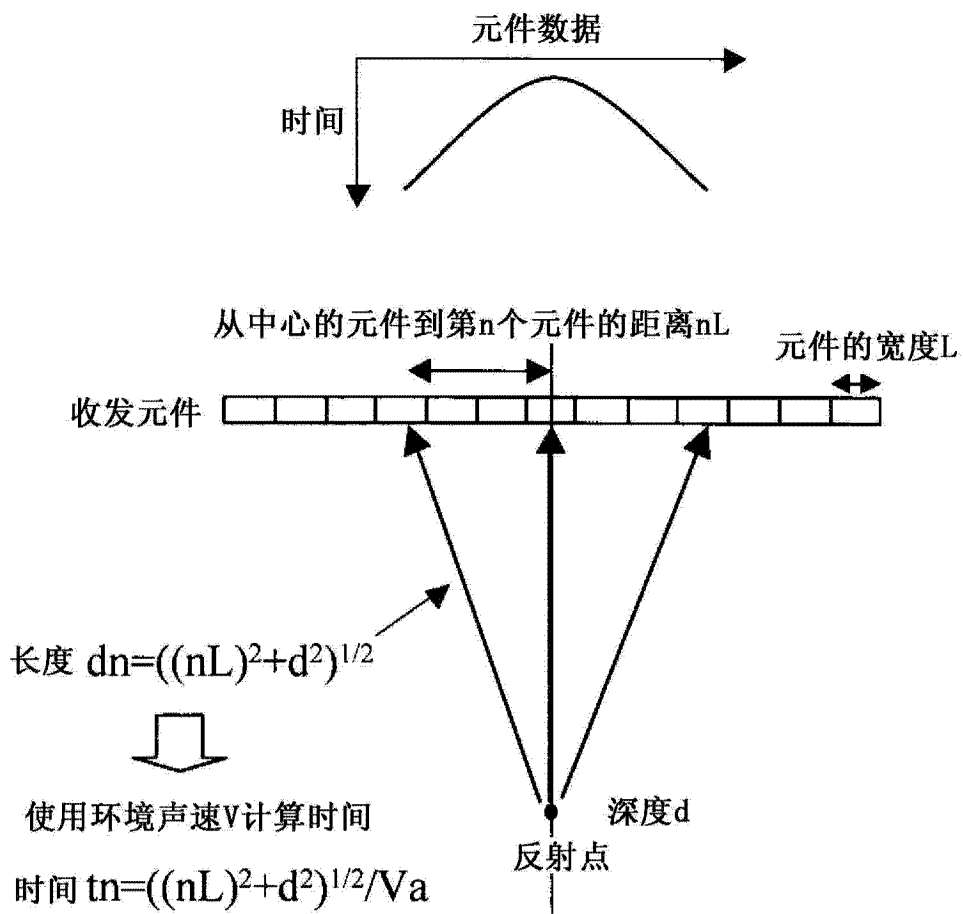 元件数据
时间
从中心的元件到第n个元件的距离nL
元件的宽度L
收发元件
长度 dn=((nL)²+d²)¹/²
使用环境声速V计算时间
深度d
反射点
时间 tn=((nL)²+d²)¹/²/Va